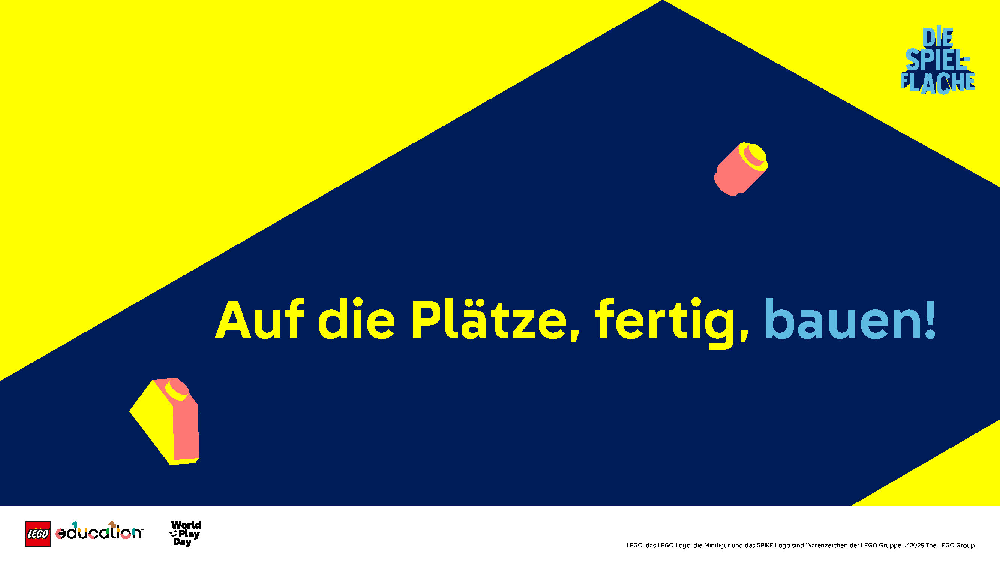 DIE
SPIEL-
FLÄCHE
Auf die Plätze, fertig, bauen!
LEGO education™
World
Play
Day
LEGO, das LEGO Logo, die Minifigur und das SPIKE Logo sind Warenzeichen der LEGO Gruppe. ©2025 The LEGO Group.